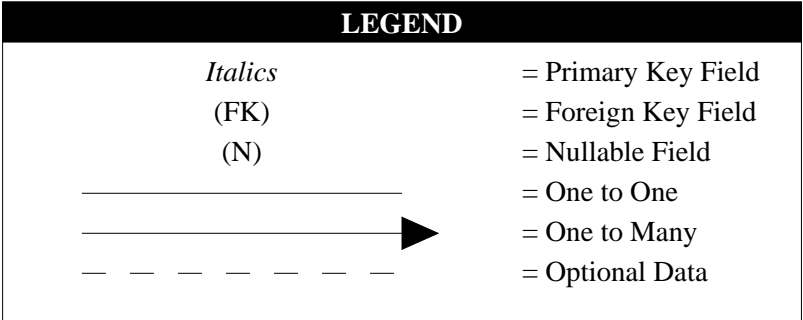 LEGEND
Italics = Primary Key Field
(FK) = Foreign Key Field
(N) = Nullable Field
= One to One
= One to Many
= Optional Data